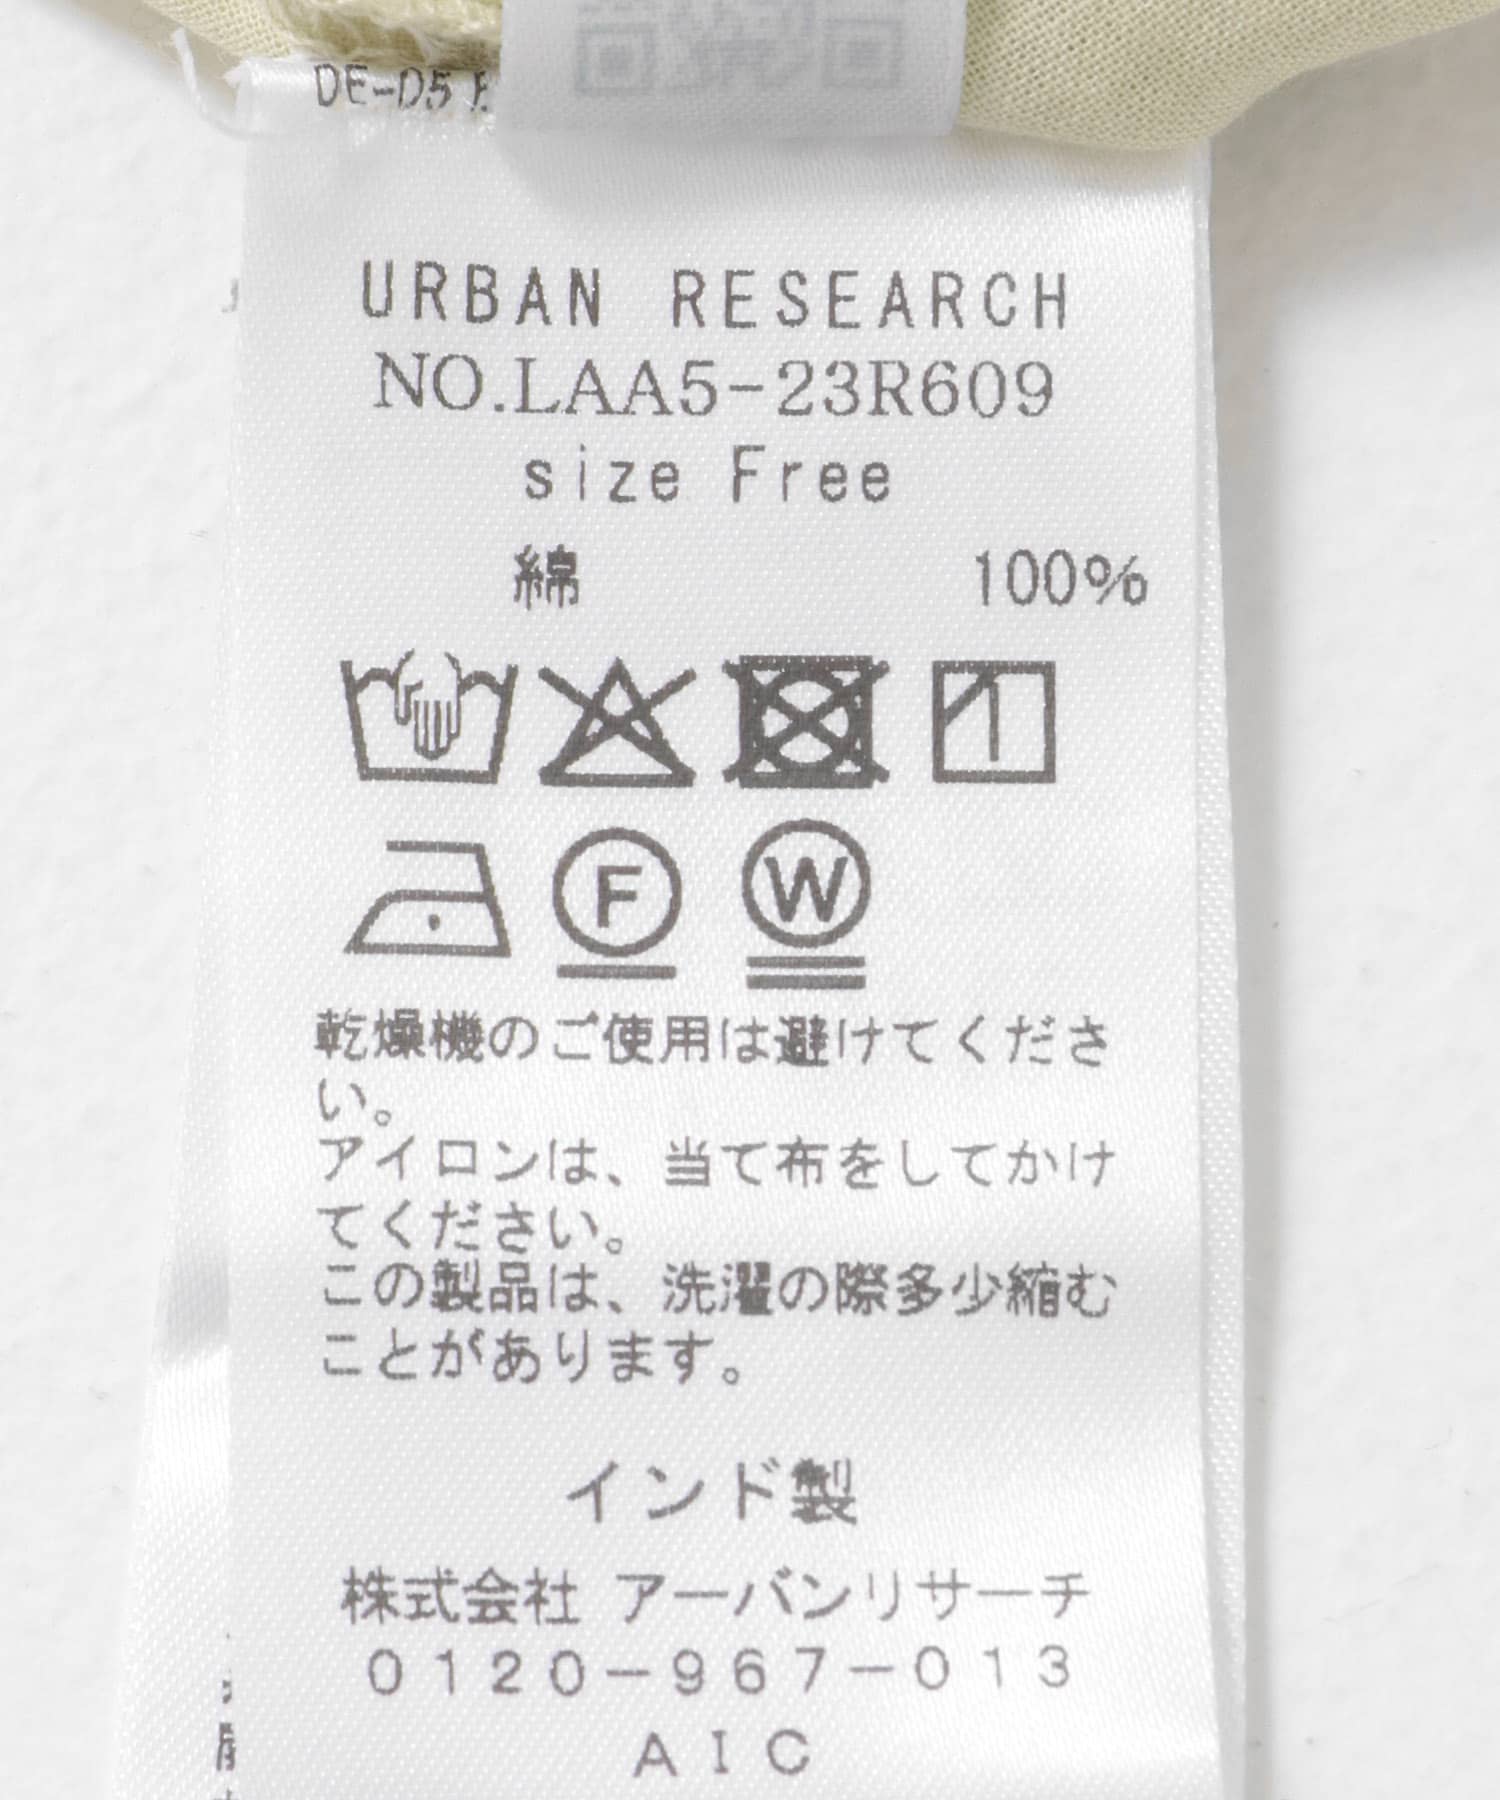 DE-D5
URBAN RESEARCH
NO.LAA5-23R609
size Free
綿 100%
F W
乾燥機のご使用は避けてくださ
い。
アイロンは、当て布をしてかけ
てください。
この製品は、洗濯の際多少縮む
ことがあります。
インド製
株式会社 アーバンリサーチ
0120-967-013
AIC